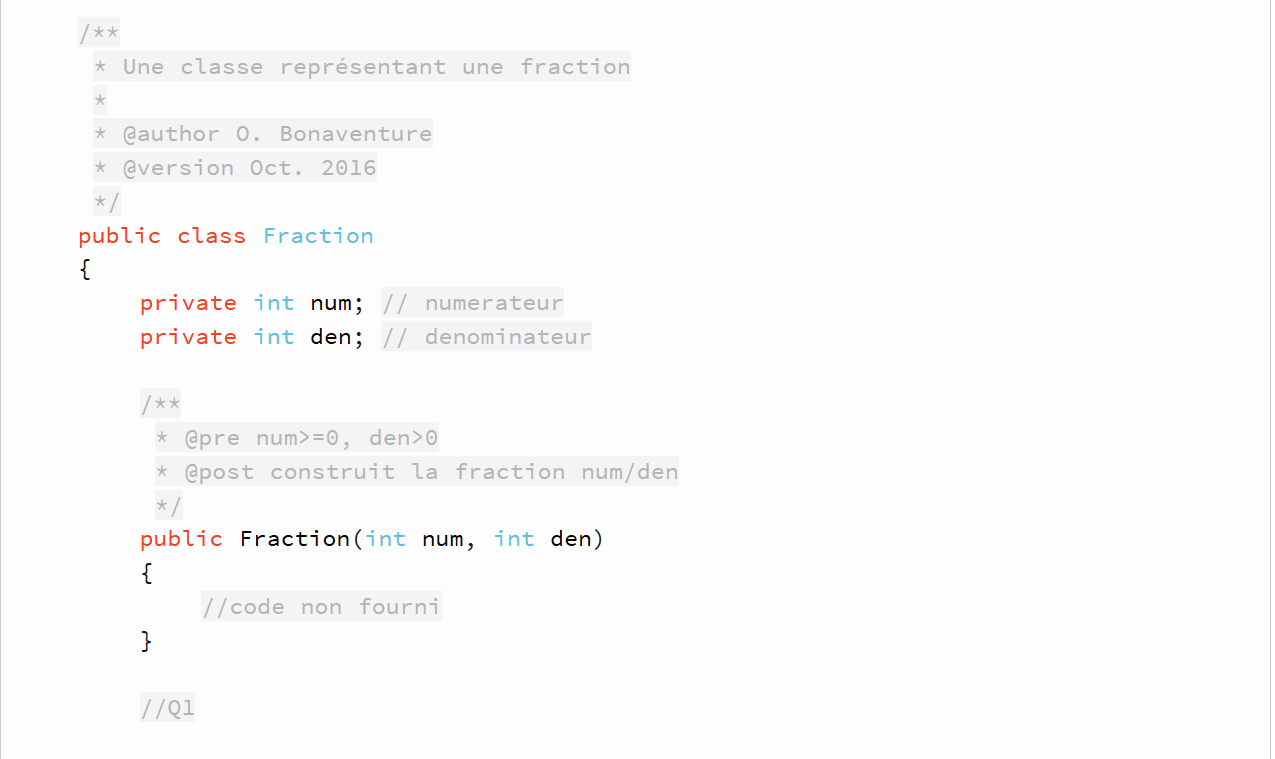 /**
* Une classe représentant une fraction
*
* @author O. Bonaventure
* @version Oct. 2016
*/
public class Fraction
{
private int num; // numerateur
private int den; // denominateur
/**
* @pre num>=0, den>0
* @post construit la fraction num/den
*/
public Fraction(int num, int den)
{
//code non fourni
}
//Q1